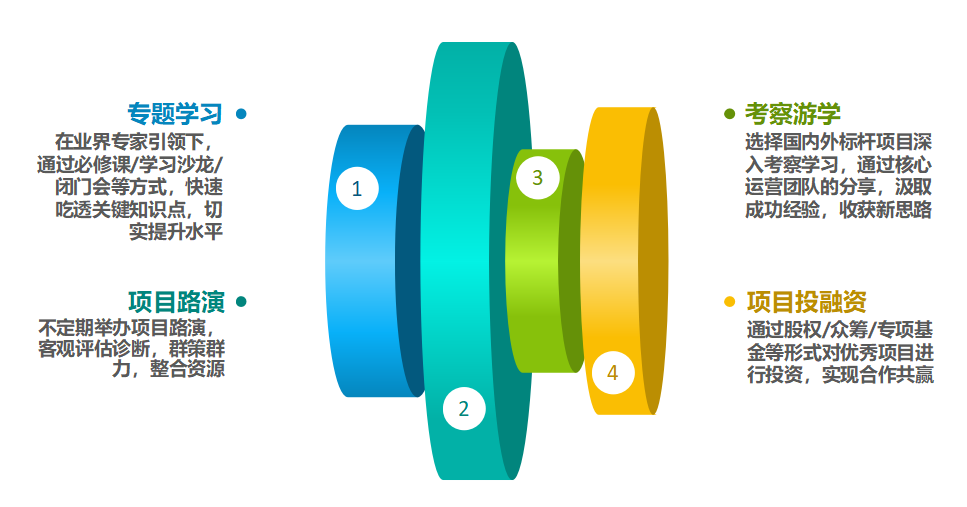 专题学习
在业界专家引领下，
通过必修课/学习沙龙/
闭门会等方式，快速
吃透关键知识点，切
实提升水平
项目路演
不定期举办项目路演，
客观评估诊断，群策群
力，整合资源
1
2
3
4
考察游学
选择国内外标杆项目深
入考察学习，通过核心
运营团队的分享，汲取
成功经验，收获新思路
项目投融资
通过股权/众筹/专项基
金等形式对优秀项目进
行投资，实现合作共赢